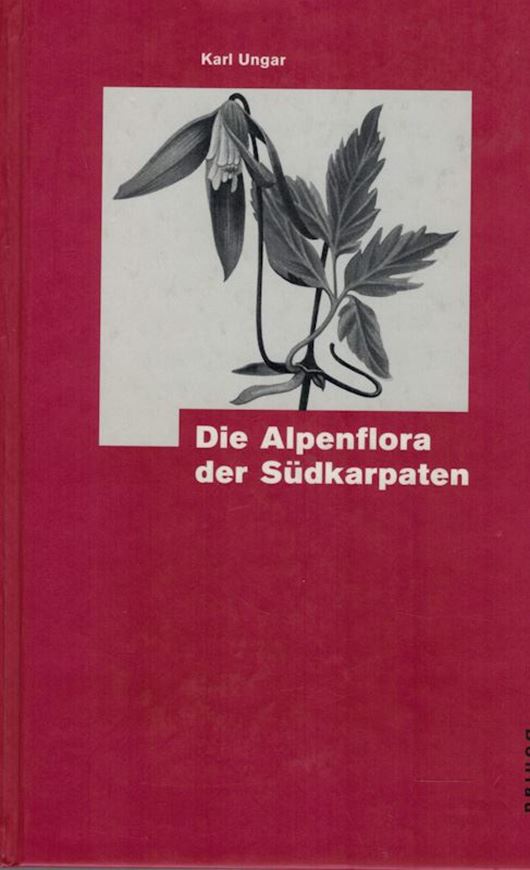 Karl Ungar
Die Alpenflora
der Südkarpaten